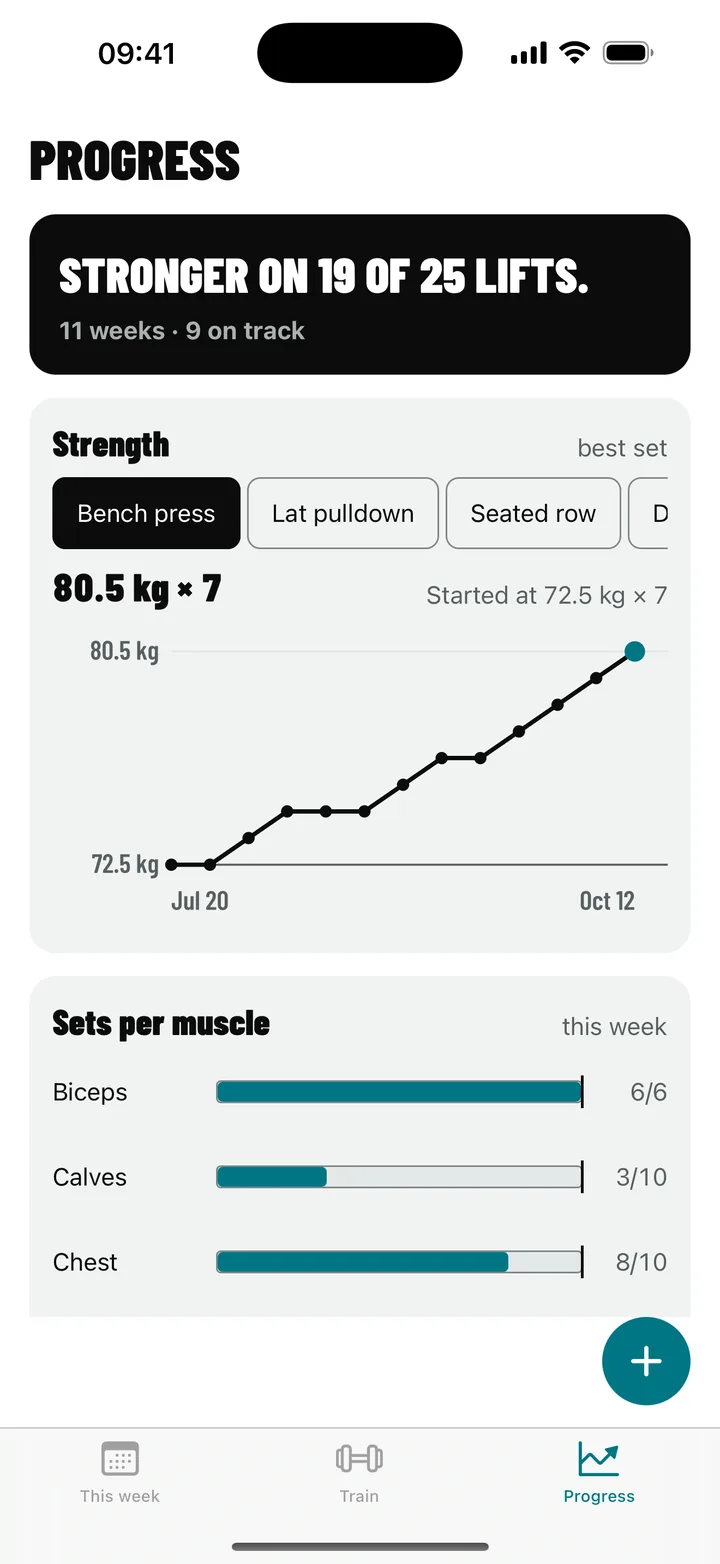 09:41
PROGRESS
STRONGER ON 19 OF 25 LIFTS.
11 weeks · 9 on track
Strength best set
Bench press Lat pulldown Seated row D
80.5 kg × 7 Started at 72.5 kg × 7
80.5 kg
72.5 kg
Jul 20 Oct 12
Sets per muscle this week
Biceps 6/6
Calves 3/10
Chest 8/10
This week Train Progress